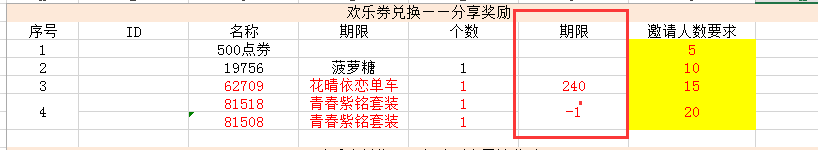 欢乐券兑换——分享奖励
序号 ID 名称 期限 个数 期限 邀请人数要求
1 500点券 5
2 19756 菠萝糖 1 10
3 62709 花晴依恋单车 1 240 15
4 81518 青春紫铭套装 1 -1 20
81508 青春紫铭套装 1